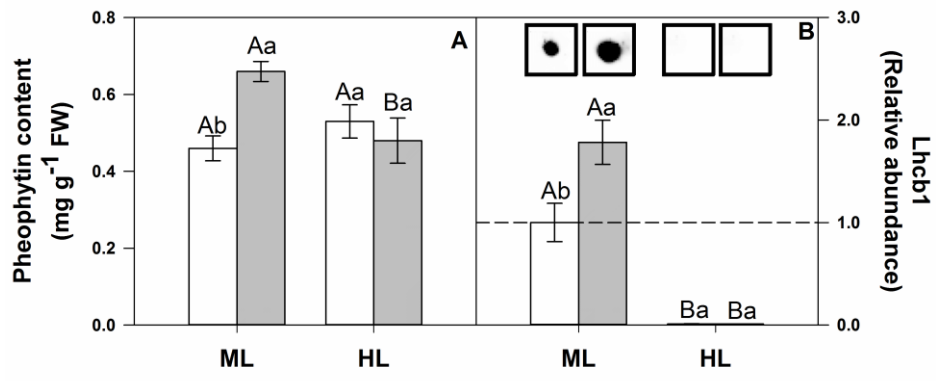 Pheophytin content
(mg g-1 FW)
0.8
0.6
0.4
0.2
0.0
A
Ab
Aa
Aa
Ba
ML
HL
B
Ab
Aa
Ba
Ba
ML
HL
3.0
2.0
1.0
0.0
Lhcb1
(Relative abundance)